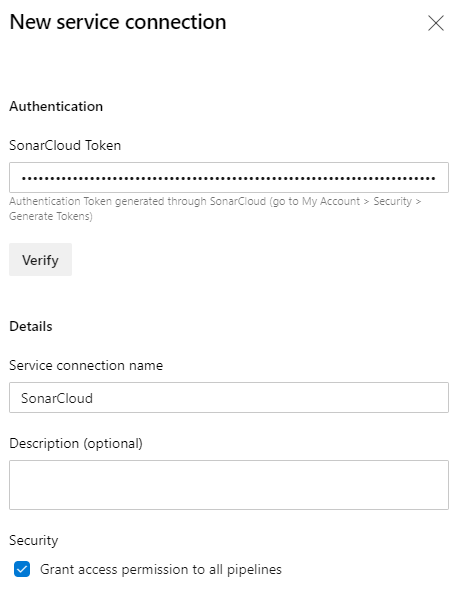 New service connection
Authentication
SonarCloud Token
••••••••••••••••••••••••••••••••••••••••••••••••••••••••••••••••••••••••
Authentication Token generated through SonarCloud (go to My Account > Security >
Generate Tokens)
Verify
Details
Service connection name
SonarCloud
Description (optional)
Security
Grant access permission to all pipelines